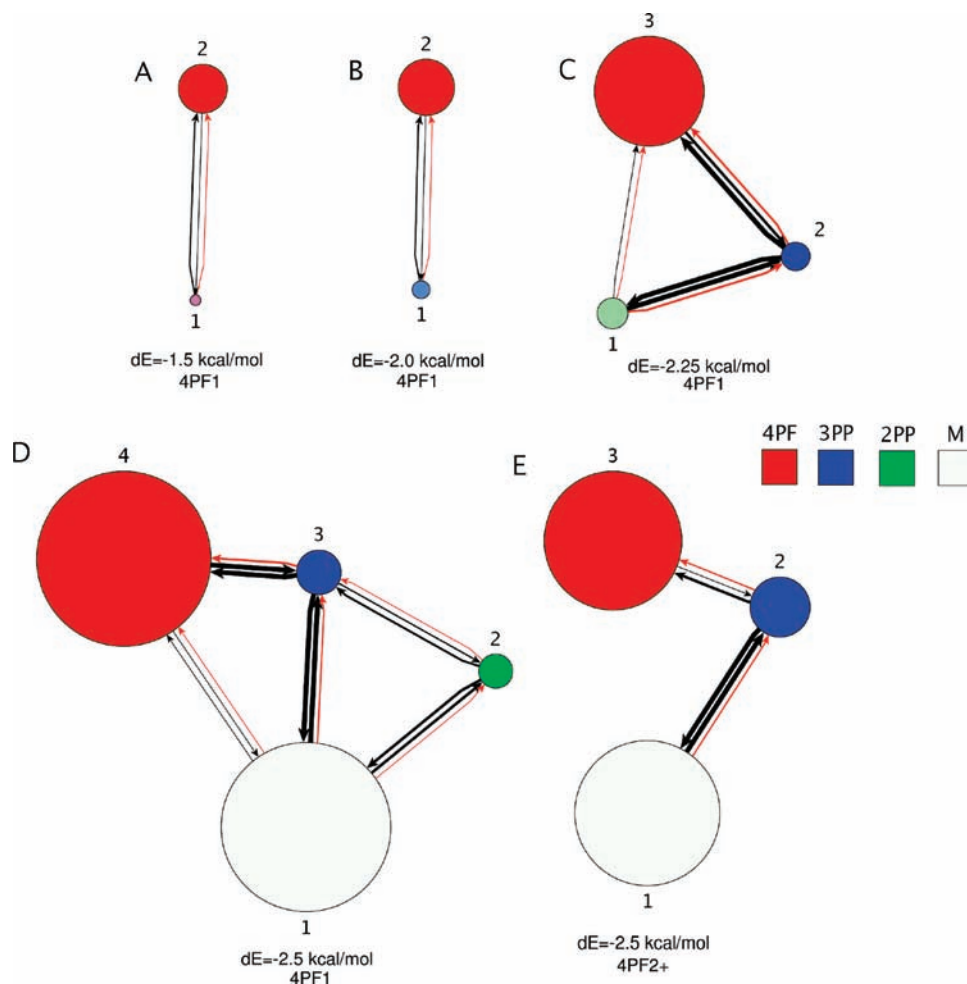 A
2
1
dE=-1.5 kcal/mol
4PF1
B
2
1
dE=-2.0 kcal/mol
4PF1
C
3
2
1
dE=-2.25 kcal/mol
4PF1
4PF 3PP 2PP M
D
4
3
2
1
dE=-2.5 kcal/mol
4PF1
E
3
2
1
dE=-2.5 kcal/mol
4PF2+